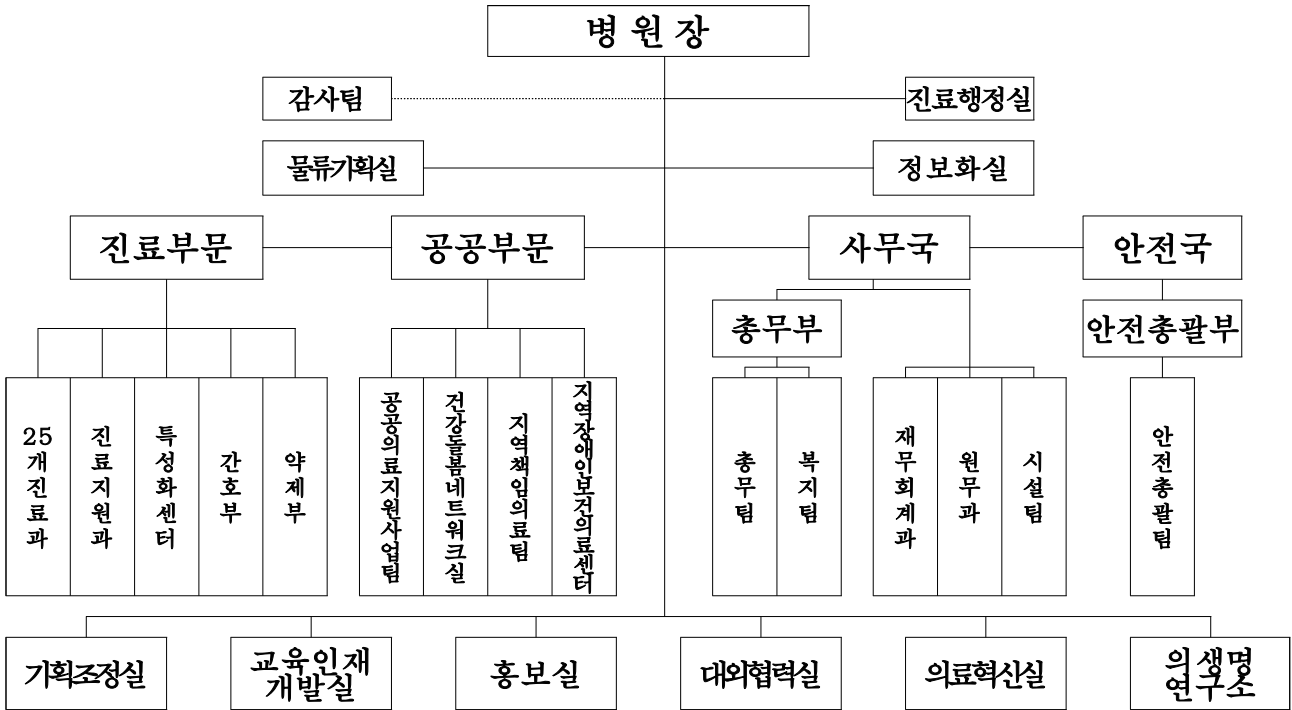 병원장
감사팀
진료행정실
물류기획실
정보화실
진료부문
공공부문
사무국
안전국
총무부
안전총괄부
25개진료과
진료지원과
특성화센터
간호부
약제부
공공의료지원사업팀
건강돌봄네트워크실
지역책임의료팀
지역장애인보건의료센터
총무팀
복지팀
재무회계과
원무과
시설팀
안전총괄팀
기획조정실
교육인재
개발실
홍보실
대외협력실
의료혁신실
의생명
연구소